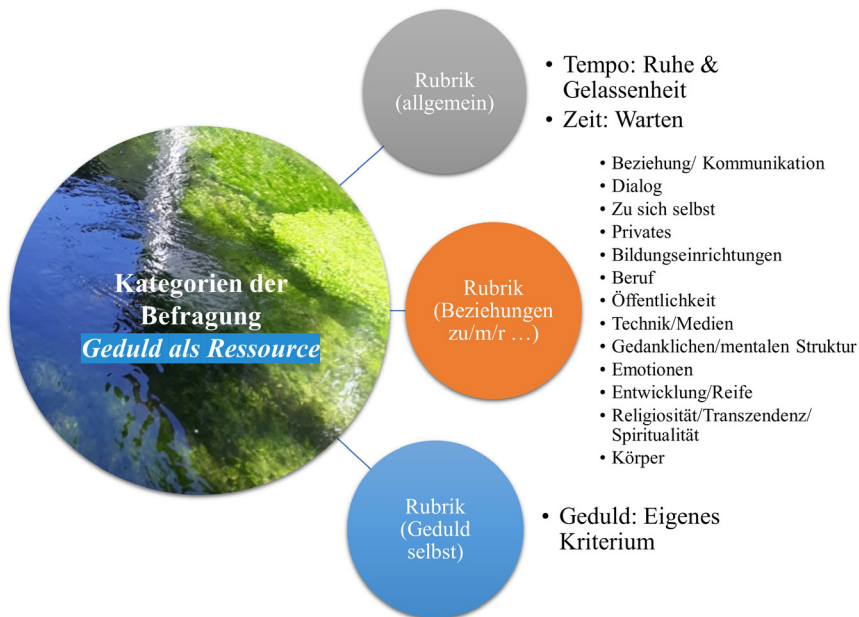 Kategorien der
Befragung
Geduld als Ressource
Rubrik
(allgemein)
• Tempo: Ruhe &
Gelassenheit
• Zeit: Warten
Rubrik
(Beziehungen
zu/m/r …)
• Beziehung/ Kommunikation
• Dialog
• Zu sich selbst
• Privates
• Bildungseinrichtungen
• Beruf
• Öffentlichkeit
• Technik/Medien
• Gedanklichen/mentalen Struktur
• Emotionen
• Entwicklung/Reife
• Religiosität/Transzendenz/
Spiritualität
• Körper
Rubrik
(Geduld
selbst)
• Geduld: Eigenes
Kriterium